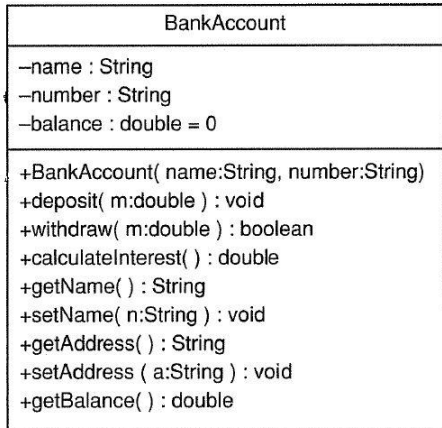 BankAccount
–name : String
–number : String
–balance : double = 0
+BankAccount( name:String, number:String)
+deposit( m:double ) : void
+withdraw( m:double ) : boolean
+calculateInterest( ) : double
+getName( ) : String
+setName( n:String ) : void
+getAddress( ) : String
+setAddress ( a:String ) : void
+getBalance( ) : double